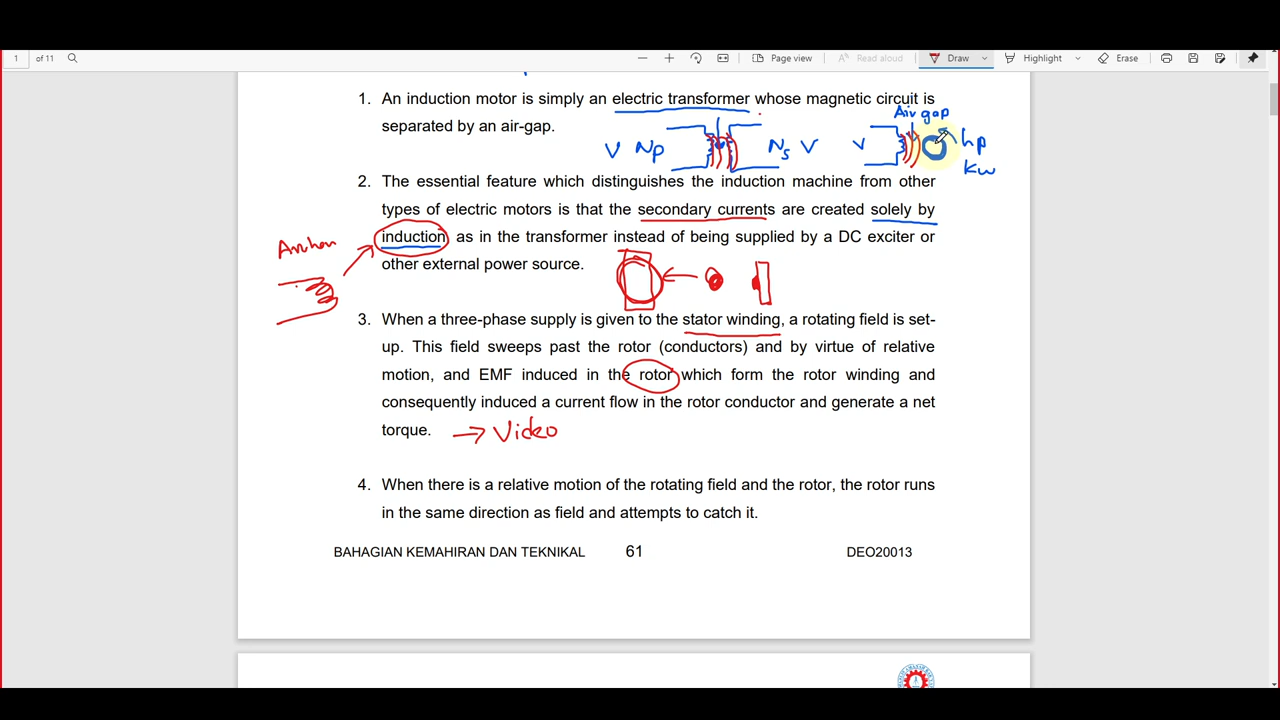 1 of 11 Page view Read aloud Draw Highlight Erase
1. An induction motor is simply an electric transformer whose magnetic circuit is
Air gap
separated by an air-gap.
V Np Ns V V hp
kW
2. The essential feature which distinguishes the induction machine from other
types of electric motors is that the secondary currents are created solely by
induction as in the transformer instead of being supplied by a DC exciter or
other external power source.
3. When a three-phase supply is given to the stator winding, a rotating field is set-
up. This field sweeps past the rotor (conductors) and by virtue of relative
motion, and EMF induced in the rotor which form the rotor winding and
consequently induced a current flow in the rotor conductor and generate a net
torque. → Video
4. When there is a relative motion of the rotating field and the rotor, the rotor runs
in the same direction as field and attempts to catch it.
BAHAGIAN KEMAHIRAN DAN TEKNIKAL 61 DEO20013